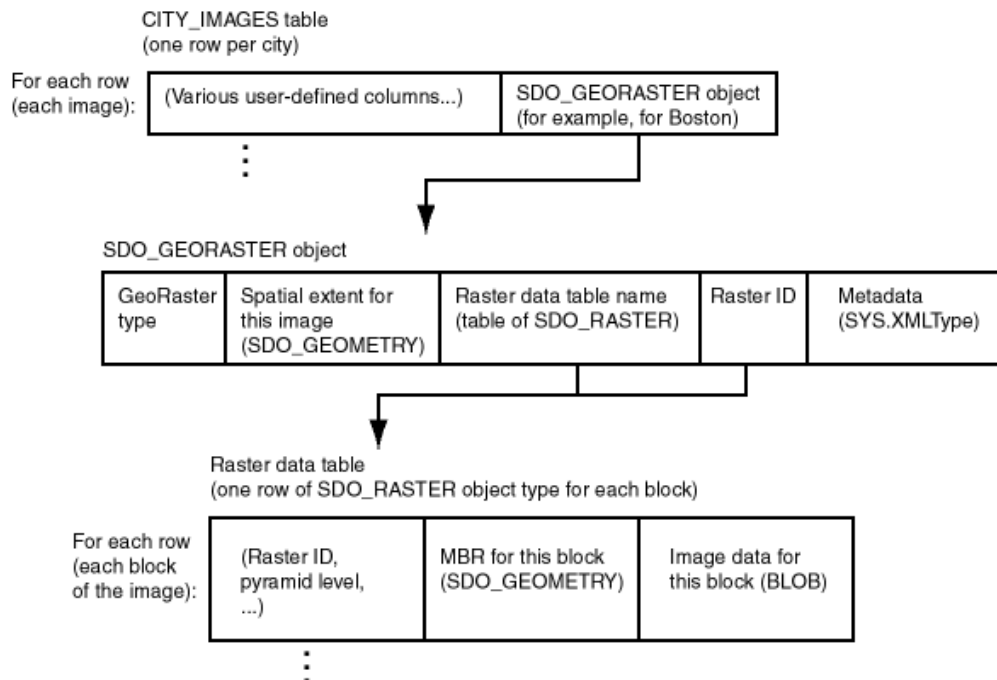 CITY_IMAGES table
(one row per city)
For each row
(each image):
(Various user-defined columns...)
SDO_GEORASTER object
(for example, for Boston)
SDO_GEORASTER object
GeoRaster
type
Spatial extent for
this image
(SDO_GEOMETRY)
Raster data table name
(table of SDO_RASTER)
Raster ID
Metadata
(SYS.XMLType)
Raster data table
(one row of SDO_RASTER object type for each block)
For each row
(each block
of the image):
(Raster ID,
pyramid level,
...)
MBR for this block
(SDO_GEOMETRY)
Image data for
this block (BLOB)